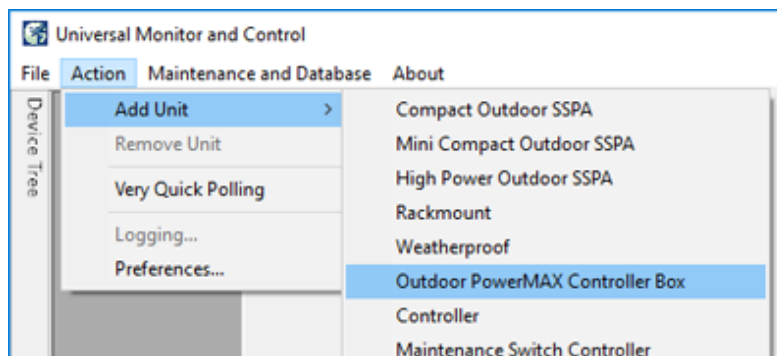 Universal Monitor and Control
File Action Maintenance and Database About
Device Tree
Add Unit
Remove Unit
Very Quick Polling
Logging...
Preferences...
Compact Outdoor SSPA
Mini Compact Outdoor SSPA
High Power Outdoor SSPA
Rackmount
Weatherproof
Outdoor PowerMAX Controller Box
Controller
Maintenance Switch Controller